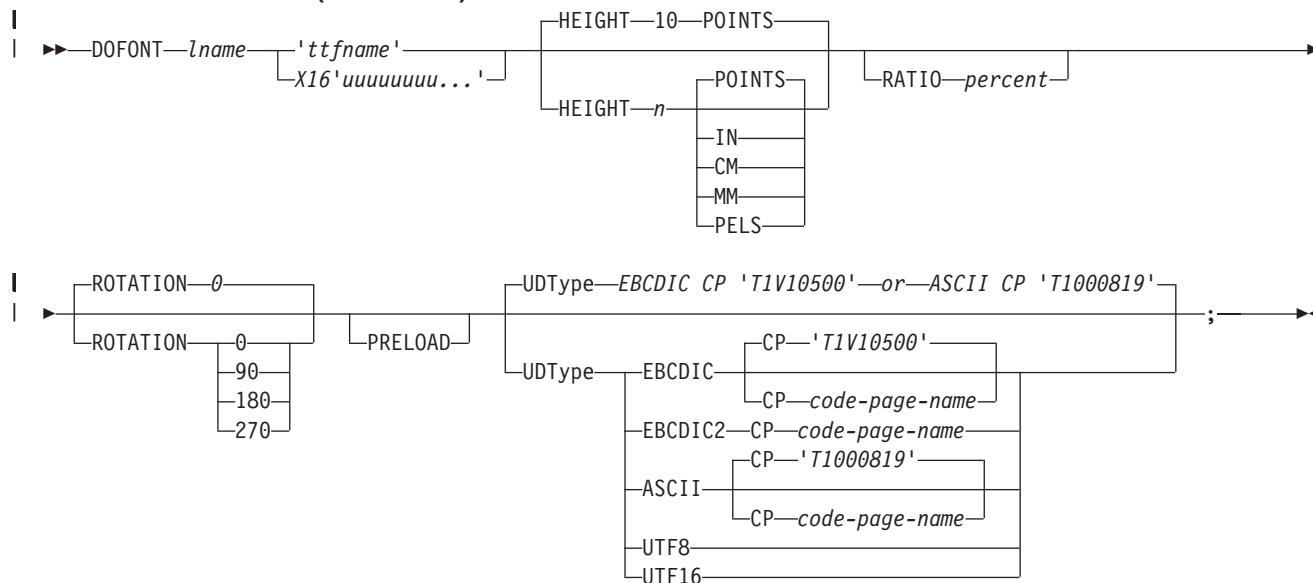 HEIGHT 10 POINTS
DOFONT lname 'ttfname'
X16'uuuuuuuu...'
HEIGHT n POINTS
IN
CM
MM
PELS
RATIO percent
ROTATION 0
ROTATION 0
90
180
270
PRELOAD
UDType EBCDIC CP 'T1V10500' or ASCII CP 'T1000819'
;
UDType EBCDIC CP 'T1V10500'
CP code-page-name
EBCDIC2 CP code-page-name
ASCII CP 'T1000819'
CP code-page-name
UTF8
UTF16